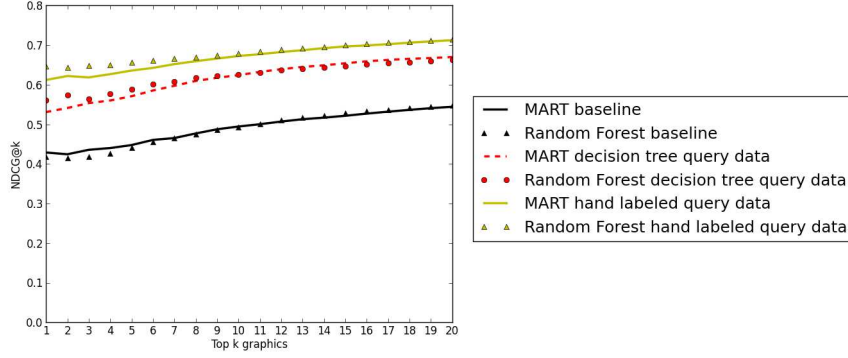 0.8
0.7
0.6
0.5
0.4
0.3
0.2
0.1
0.0
NDCG@k
1 2 3 4 5 6 7 8 9 10 11 12 13 14 15 16 17 18 19 20
Top k graphics
MART baseline
Random Forest baseline
MART decision tree query data
Random Forest decision tree query data
MART hand labeled query data
Random Forest hand labeled query data